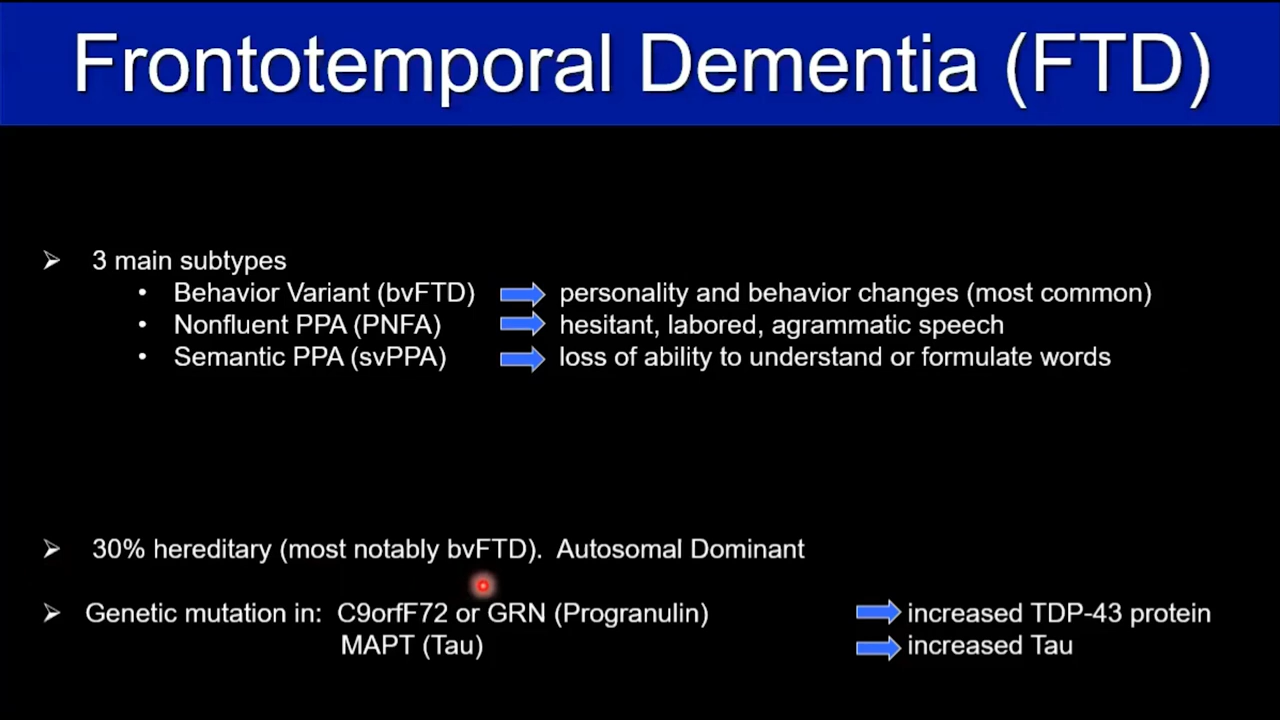 Frontotemporal Dementia (FTD)
➢ 3 main subtypes
• Behavior Variant (bvFTD) personality and behavior changes (most common)
• Nonfluent PPA (PNFA) hesitant, labored, agrammatic speech
• Semantic PPA (svPPA) loss of ability to understand or formulate words
➢ 30% hereditary (most notably bvFTD). Autosomal Dominant
➢ Genetic mutation in: C9orfF72 or GRN (Progranulin) increased TDP-43 protein
MAPT (Tau) increased Tau